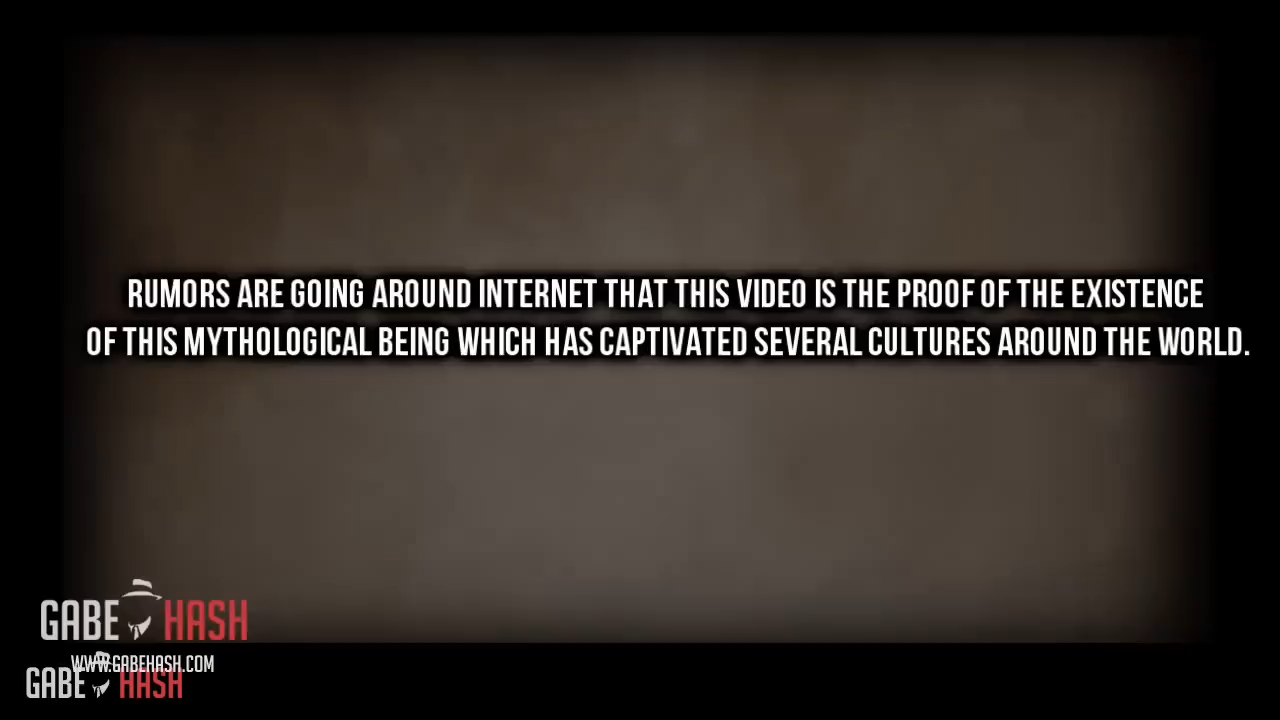 RUMORS ARE GOING AROUND INTERNET THAT THIS VIDEO IS THE PROOF OF THE EXISTENCE
OF THIS MYTHOLOGICAL BEING WHICH HAS CAPTIVATED SEVERAL CULTURES AROUND THE WORLD.
GABE HASH
WWW.GABEHASH.COM
GABE HASH